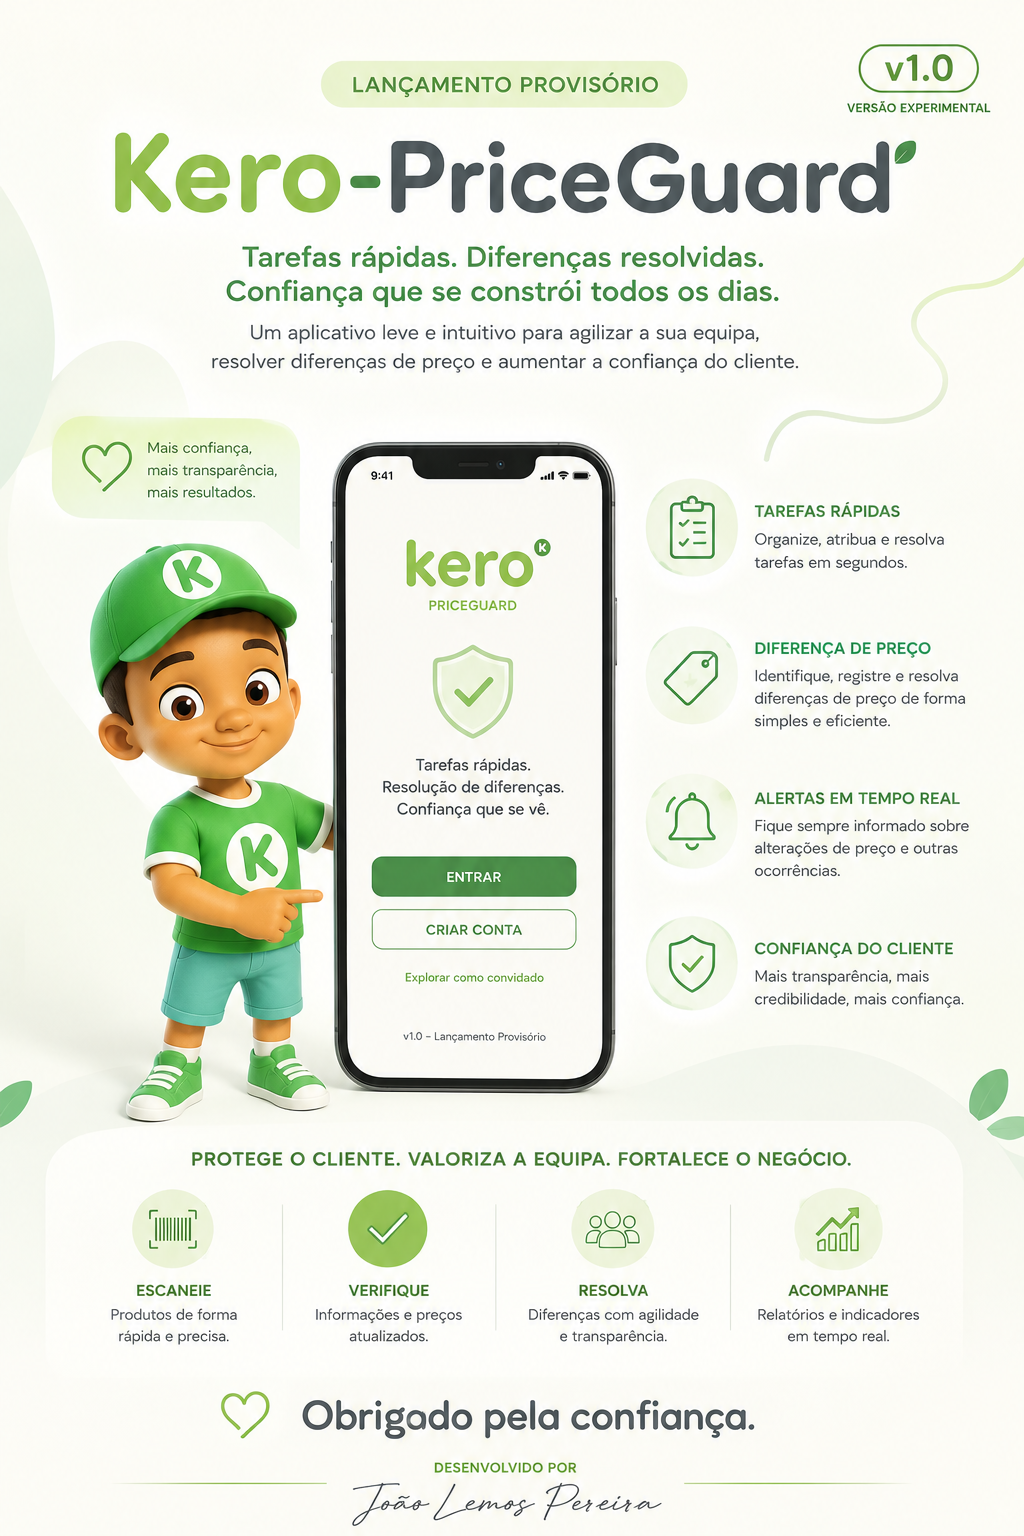 LANÇAMENTO PROVISÓRIO
v1.0
VERSÃO EXPERIMENTAL
Kero-PriceGuard
Tarefas rápidas. Diferenças resolvidas.
Confiança que se constrói todos os dias.
Um aplicativo leve e intuitivo para agilizar a sua equipa,
resolver diferenças de preço e aumentar a confiança do cliente.
Mais confiança,
mais transparência,
mais resultados.
K
K
9:41
kero K
PRICEGUARD
Tarefas rápidas.
Resolução de diferenças.
Confiança que se vê.
ENTRAR
CRIAR CONTA
Explorar como convidado
v1.0 – Lançamento Provisório
TAREFAS RÁPIDAS
Organize, atribua e resolva
tarefas em segundos.
DIFERENÇA DE PREÇO
Identifique, registre e resolva
diferenças de preço de forma
simples e eficiente.
ALERTAS EM TEMPO REAL
Fique sempre informado sobre
alterações de preço e outras
ocorrências.
CONFIANÇA DO CLIENTE
Mais transparência, mais
credibilidade, mais confiança.
PROTEGE O CLIENTE. VALORIZA A EQUIPA. FORTALECE O NEGÓCIO.
ESCANEIE
Produtos de forma
rápida e precisa.
VERIFIQUE
Informações e preços
atualizados.
RESOLVA
Diferenças com agilidade
e transparência.
ACOMPANHE
Relatórios e indicadores
em tempo real.
Obrigado pela confiança.
DESENVOLVIDO POR
João Lemos Pereira